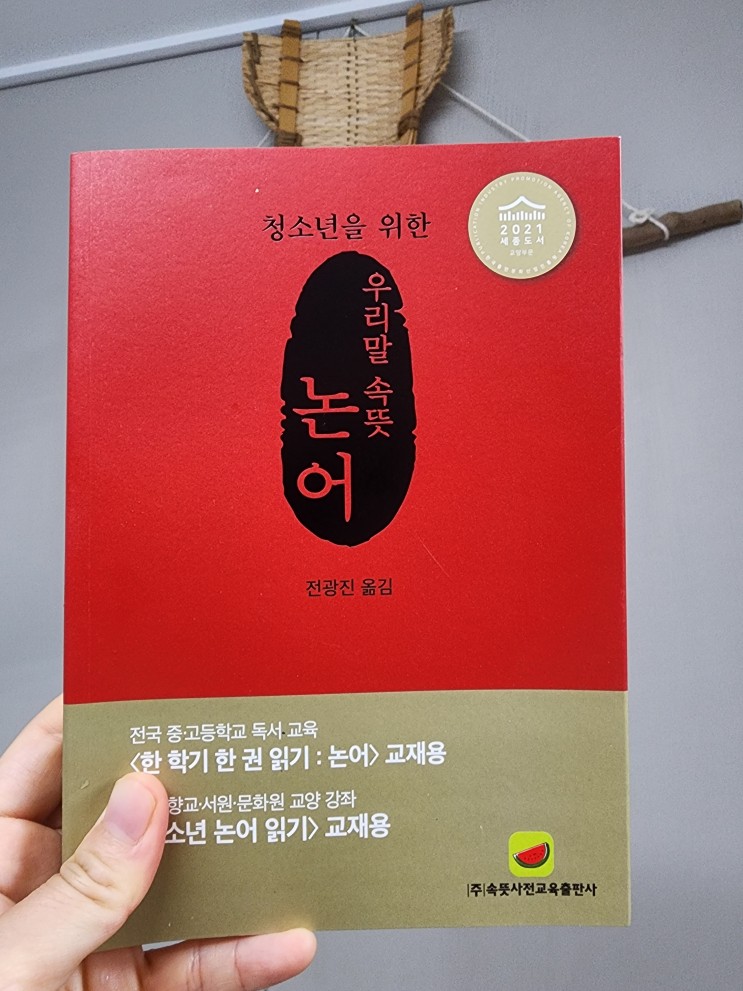 청소년을 위한
우리말 속뜻
논어
2021
세종도서
교양부문
전광진 옮김
전국 중·고등학교 독서 교육
〈한 학기 한 권 읽기 : 논어〉 교재용
향교·서원·문화원 교양 강좌
소년 논어 읽기〉 교재용
|주|속뜻사전교육출판사